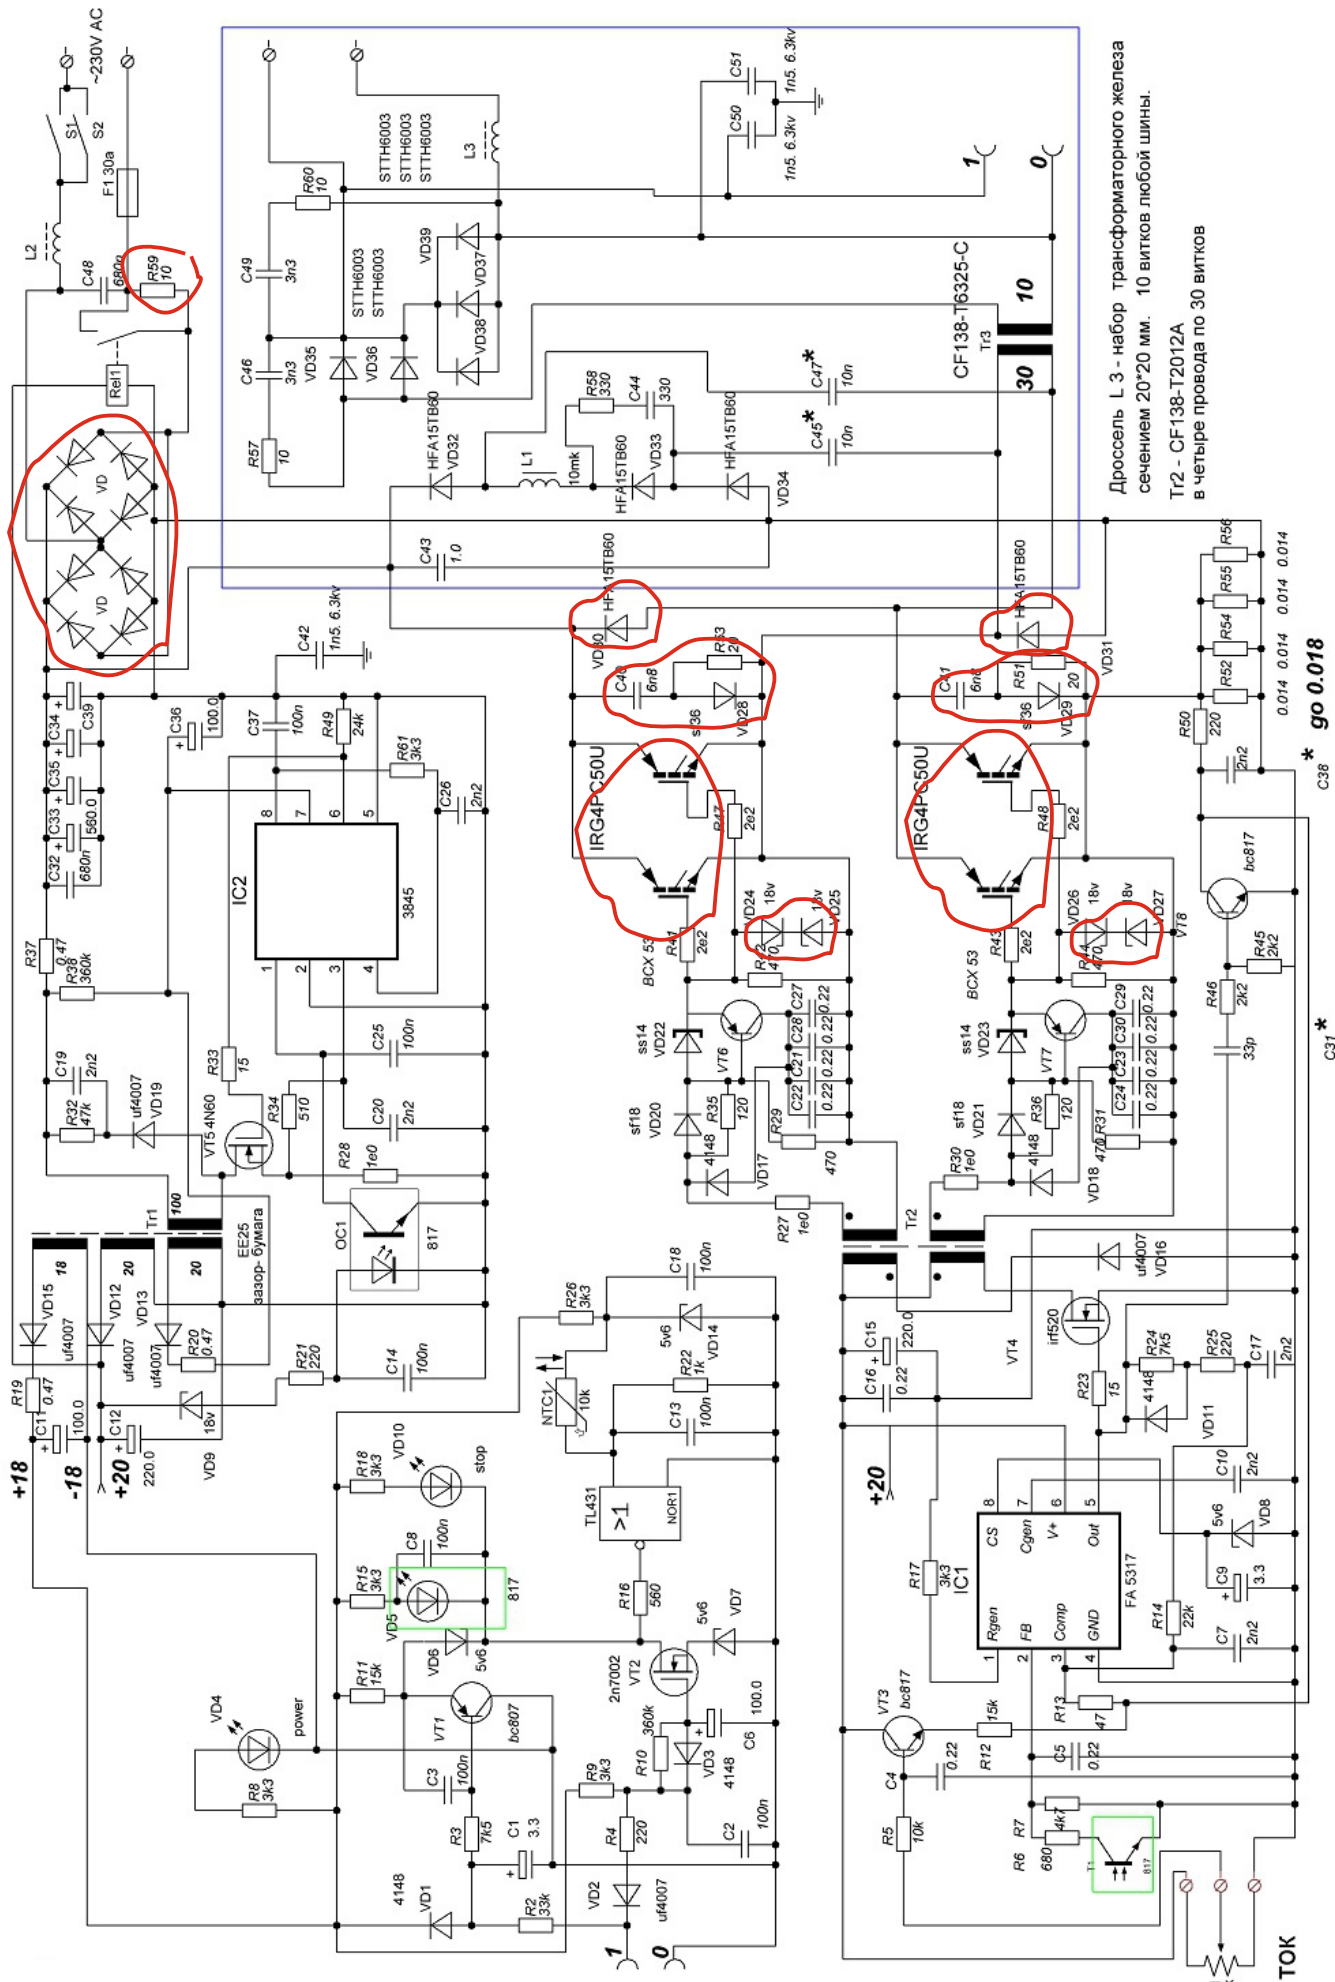 ~230V AC
S1
S2
F1 30a
L2
C48
680n
R59
10
Rel1
VD
VD
STTH6003
STTH6003
STTH6003
L3
C51
1n5. 6.3kv
C50
1n5. 6.3kv
R60
10
C49
3n3
C46
3n3
R57
10
STTH6003
STTH6003
VD35
VD36
VD39
VD37
VD38
1
0
CF138-T6325-C
Tr3
10
30
R58
330
C44
330
C47*
10n
C45*
10n
HFA15TB60
VD32
L1
10mk
HFA15TB60
VD33
HFA15TB60
VD34
C43
1.0
Дроссель L 3 - набор трансформаторного железа
сечением 20*20 мм. 10 витков любой шины.
Tr2 - CF138-T2012A
в четыре провода по 30 витков
HFA15TB60
VD30
HFA15TB60
VD31
C42
1n5. 6.3kv
C34
C39
C35
C33
560.0
C32
680n
C36
100.0
C37
100n
R49
24k
R61
3k3
C26
2n2
IC2
3845
8
7
6
5
1
2
3
4
R37
0.47
R38
360k
C19
2n2
R32
47k
uf4007
VD19
R33
15
VT5 4N60
R34
510
C25
100n
C20
2n2
R28
1e0
OC1
817
Tr1
100
18
20
20
EE25
зазор- бумага
VD15
uf4007
VD12
uf4007
VD13
uf4007
R20
0.47
R19
0.47
C11
100.0
C12
220.0
18v
VD9
R21
220
C14
100n
+18
-18
+20
C40
6n8
R53
20
sf36
VD28
C41
6n8
R51
20
sf36
VD29
IRG4PC50U
R47
2e2
IRG4PC50U
R48
2e2
R50
220
R56
R55
R54
R52
0.014
0.014
0.014
0.014
go 0.018
C38
*
2n2
bc817
VT8
R45
2k2
R46
2k2
33p
C31*
BCX 53
R41
2e2
VD24
18v
18v
VD25
470
BCX 53
R43
2e2
VD26
18v
18v
VD27
470
ss14
VD22
VT6
C27
0.22
C28
0.22
C21
0.22
C22
0.22
sf18
VD20
R35
120
R29
470
4148
VD17
R27
1e0
ss14
VD23
VT7
C29
0.22
C30
0.22
C23
0.22
C24
0.22
sf18
VD21
R36
120
R31
470
4148
VD18
R30
1e0
Tr2
uf4007
VD16
C18
100n
R26
3k3
5v6
VD14
NTC1
10k
R22
1k
C13
100n
TL431
>1
NOR1
R16
560
R18
3k3
VD10
stop
C8
100n
R15
3k3
VD5
817
VD6
5v6
R11
15k
VT1
bc807
VD4
power
R8
3k3
C3
100n
R3
7k5
C1
3.3
4148
VD1
R2
33k
R9
3k3
R4
220
VD2
uf4007
2n7002
VT2
5v6
VD7
360k
R10
C6
100.0
VD3
4148
C2
100n
1
0
C15
220.0
C16
0.22
VT4
irf520
R23
15
R24
7k5
R25
220
C17
2n2
4148
VD11
+20
R17
3k3
IC1
FA 5317
8
CS
7
Cgen
6
V+
5
Out
Rgen
1
FB
2
Comp
3
GND
4
C10
2n2
5v6
VD8
C9
3.3
R14
22k
C7
2n2
VT3
bc817
15k
R12
R13
47
C4
0.22
C5
0.22
R5
10k
R7
4k7
R6
680
T1
817
ТОК